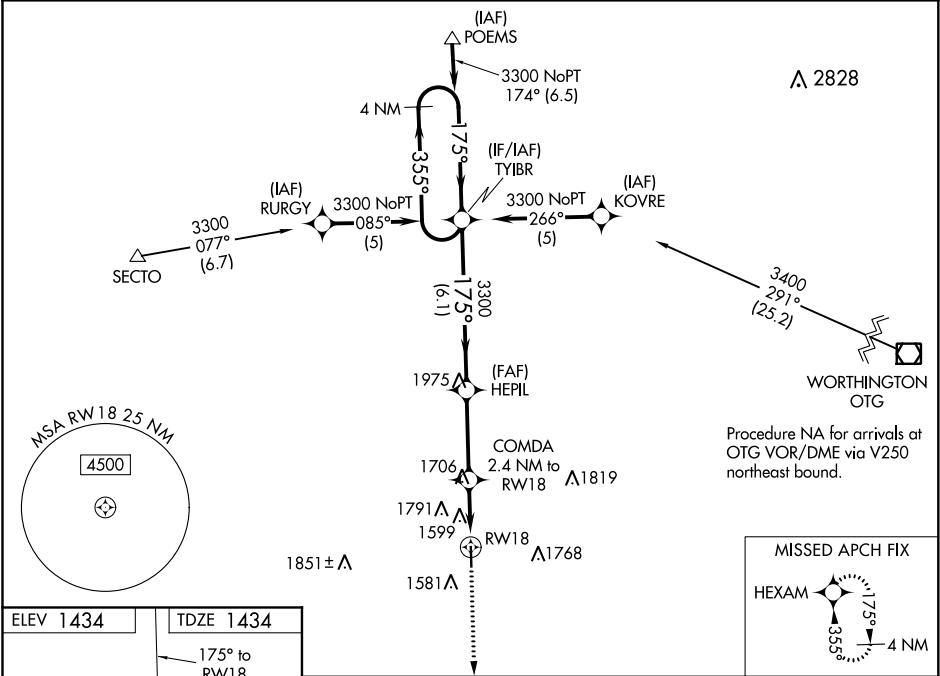 (IAF)
POEMS
3300 NoPT
174° (6.5)
2828
4 NM
175°
355°
(IF/IAF)
TYIBR
(IAF)
RURGY
3300 NoPT
085°
(5)
3300 NoPT
266°
(5)
(IAF)
KOVRE
3300
077°
(6.7)
SECTO
3300
175°
(6.1)
3400
291°
(25.2)
WORTHINGTON
OTG
1975
(FAF)
HEPIL
Procedure NA for arrivals at
OTG VOR/DME via V250
northeast bound.
MSA RW18 25 NM
4500
COMDA
2.4 NM to
RW18
1706
1819
1791
1599
RW18
1768
1851±
1581
MISSED APCH FIX
HEXAM
175°
355°
4 NM
ELEV 1434
TDZE 1434
175° to
RW18